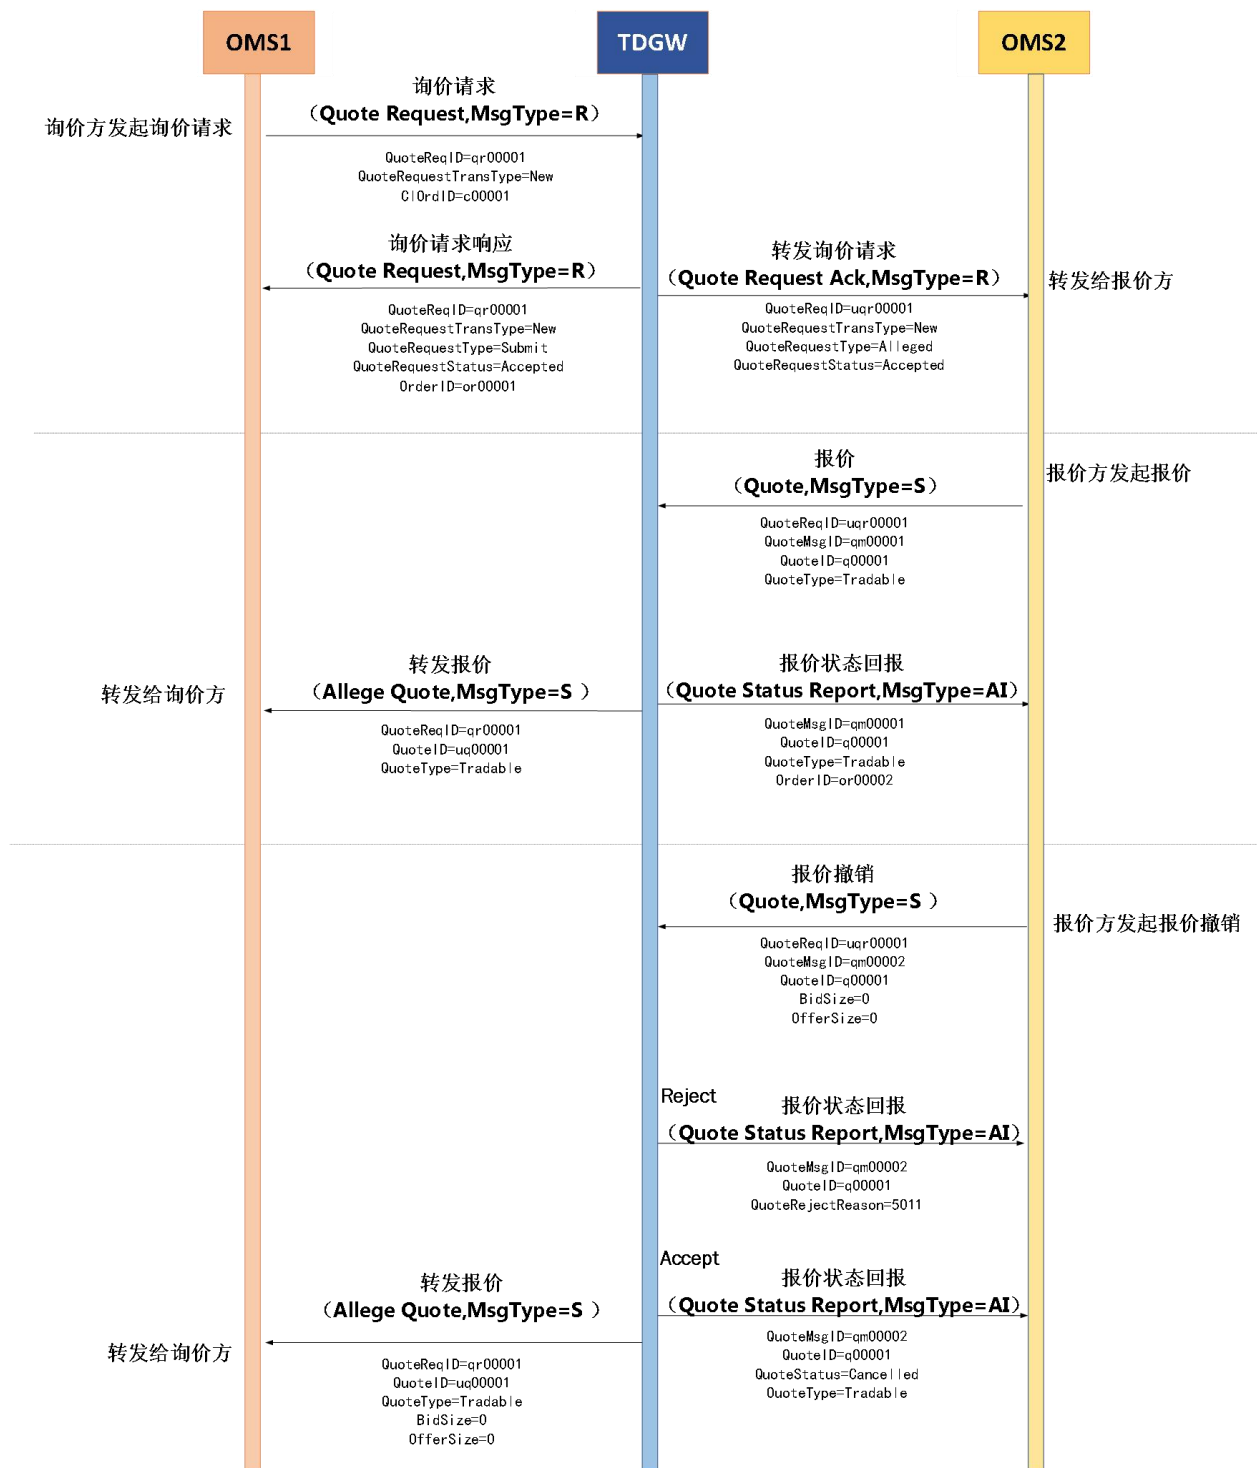 OMS1
TDGW
OMS2
询价请求
（Quote Request,MsgType=R）
询价方发起询价请求
QuoteReqID=qr00001
QuoteRequestTransType=New
ClOrdID=c00001
询价请求响应
（Quote Request,MsgType=R）
QuoteReqID=qr00001
QuoteRequestTransType=New
QuoteRequestType=Submit
QuoteRequestStatus=Accepted
OrderID=or00001
转发询价请求
（Quote Request Ack,MsgType=R）
转发给报价方
QuoteReqID=uqr00001
QuoteRequestTransType=New
QuoteRequestType=Alleged
QuoteRequestStatus=Accepted
报价
（Quote,MsgType=S）
报价方发起报价
QuoteReqID=uqr00001
QuoteMsgID=qm00001
QuoteID=q00001
QuoteType=Tradable
转发报价
（Allege Quote,MsgType=S ）
转发给询价方
QuoteReqID=qr00001
QuoteID=uq00001
QuoteType=Tradable
报价状态回报
（Quote Status Report,MsgType=AI）
QuoteMsgID=qm00001
QuoteID=q00001
QuoteType=Tradable
OrderID=or00002
报价撤销
（Quote,MsgType=S ）
报价方发起报价撤销
QuoteReqID=uqr00001
QuoteMsgID=qm00002
QuoteID=q00001
BidSize=0
OfferSize=0
Reject
报价状态回报
（Quote Status Report,MsgType=AI）
QuoteMsgID=qm00002
QuoteID=q00001
QuoteRejectReason=5011
Accept
报价状态回报
（Quote Status Report,MsgType=AI）
QuoteMsgID=qm00002
QuoteID=q00001
QuoteStatus=Cancelled
QuoteType=Tradable
转发报价
（Allege Quote,MsgType=S ）
转发给询价方
QuoteReqID=qr00001
QuoteID=uq00001
QuoteType=Tradable
BidSize=0
OfferSize=0